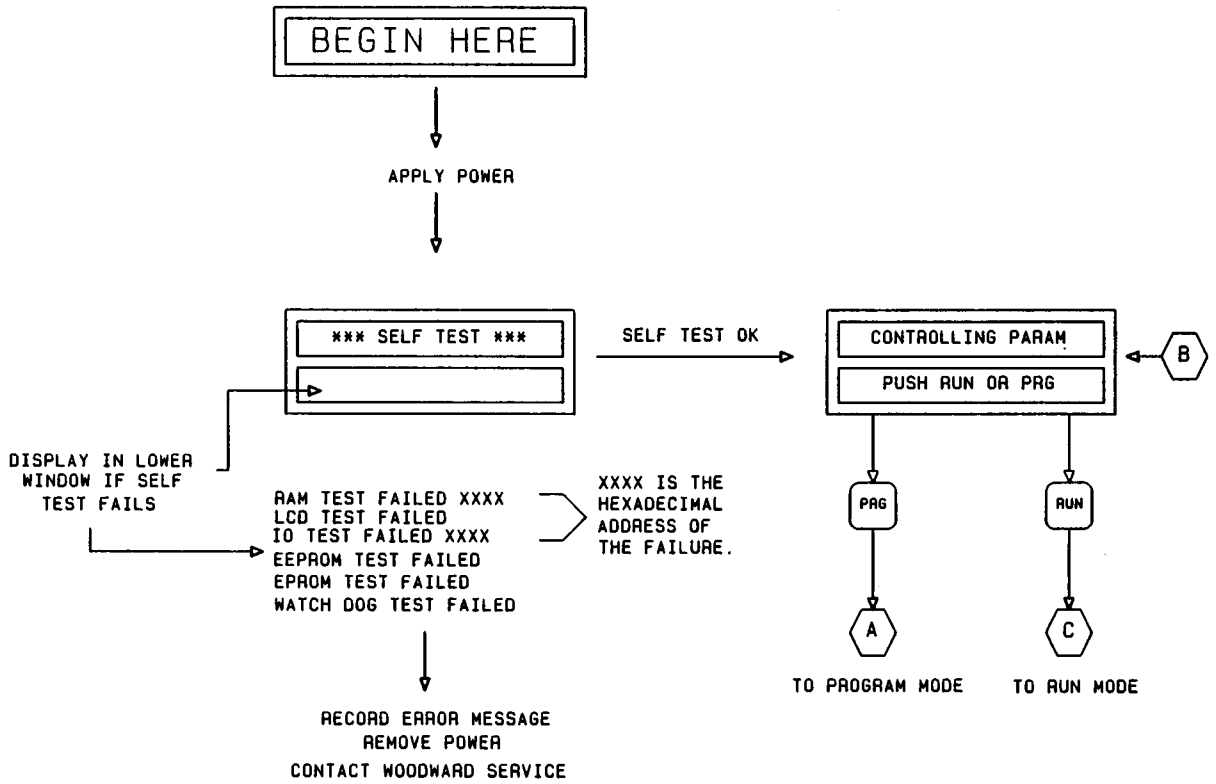 BEGIN HERE
APPLY POWER
*** SELF TEST ***
SELF TEST OK
CONTROLLING PARAM
PUSH RUN OR PRG
B
DISPLAY IN LOWER
WINDOW IF SELF
TEST FAILS
RAM TEST FAILED XXXX
LCD TEST FAILED
IO TEST FAILED XXXX
EEPROM TEST FAILED
EPROM TEST FAILED
WATCH DOG TEST FAILED
XXXX IS THE
HEXADECIMAL
ADDRESS OF
THE FAILURE.
PRG
RUN
A
C
TO PROGRAM MODE
TO RUN MODE
RECORD ERROR MESSAGE
REMOVE POWER
CONTACT WOODWARD SERVICE